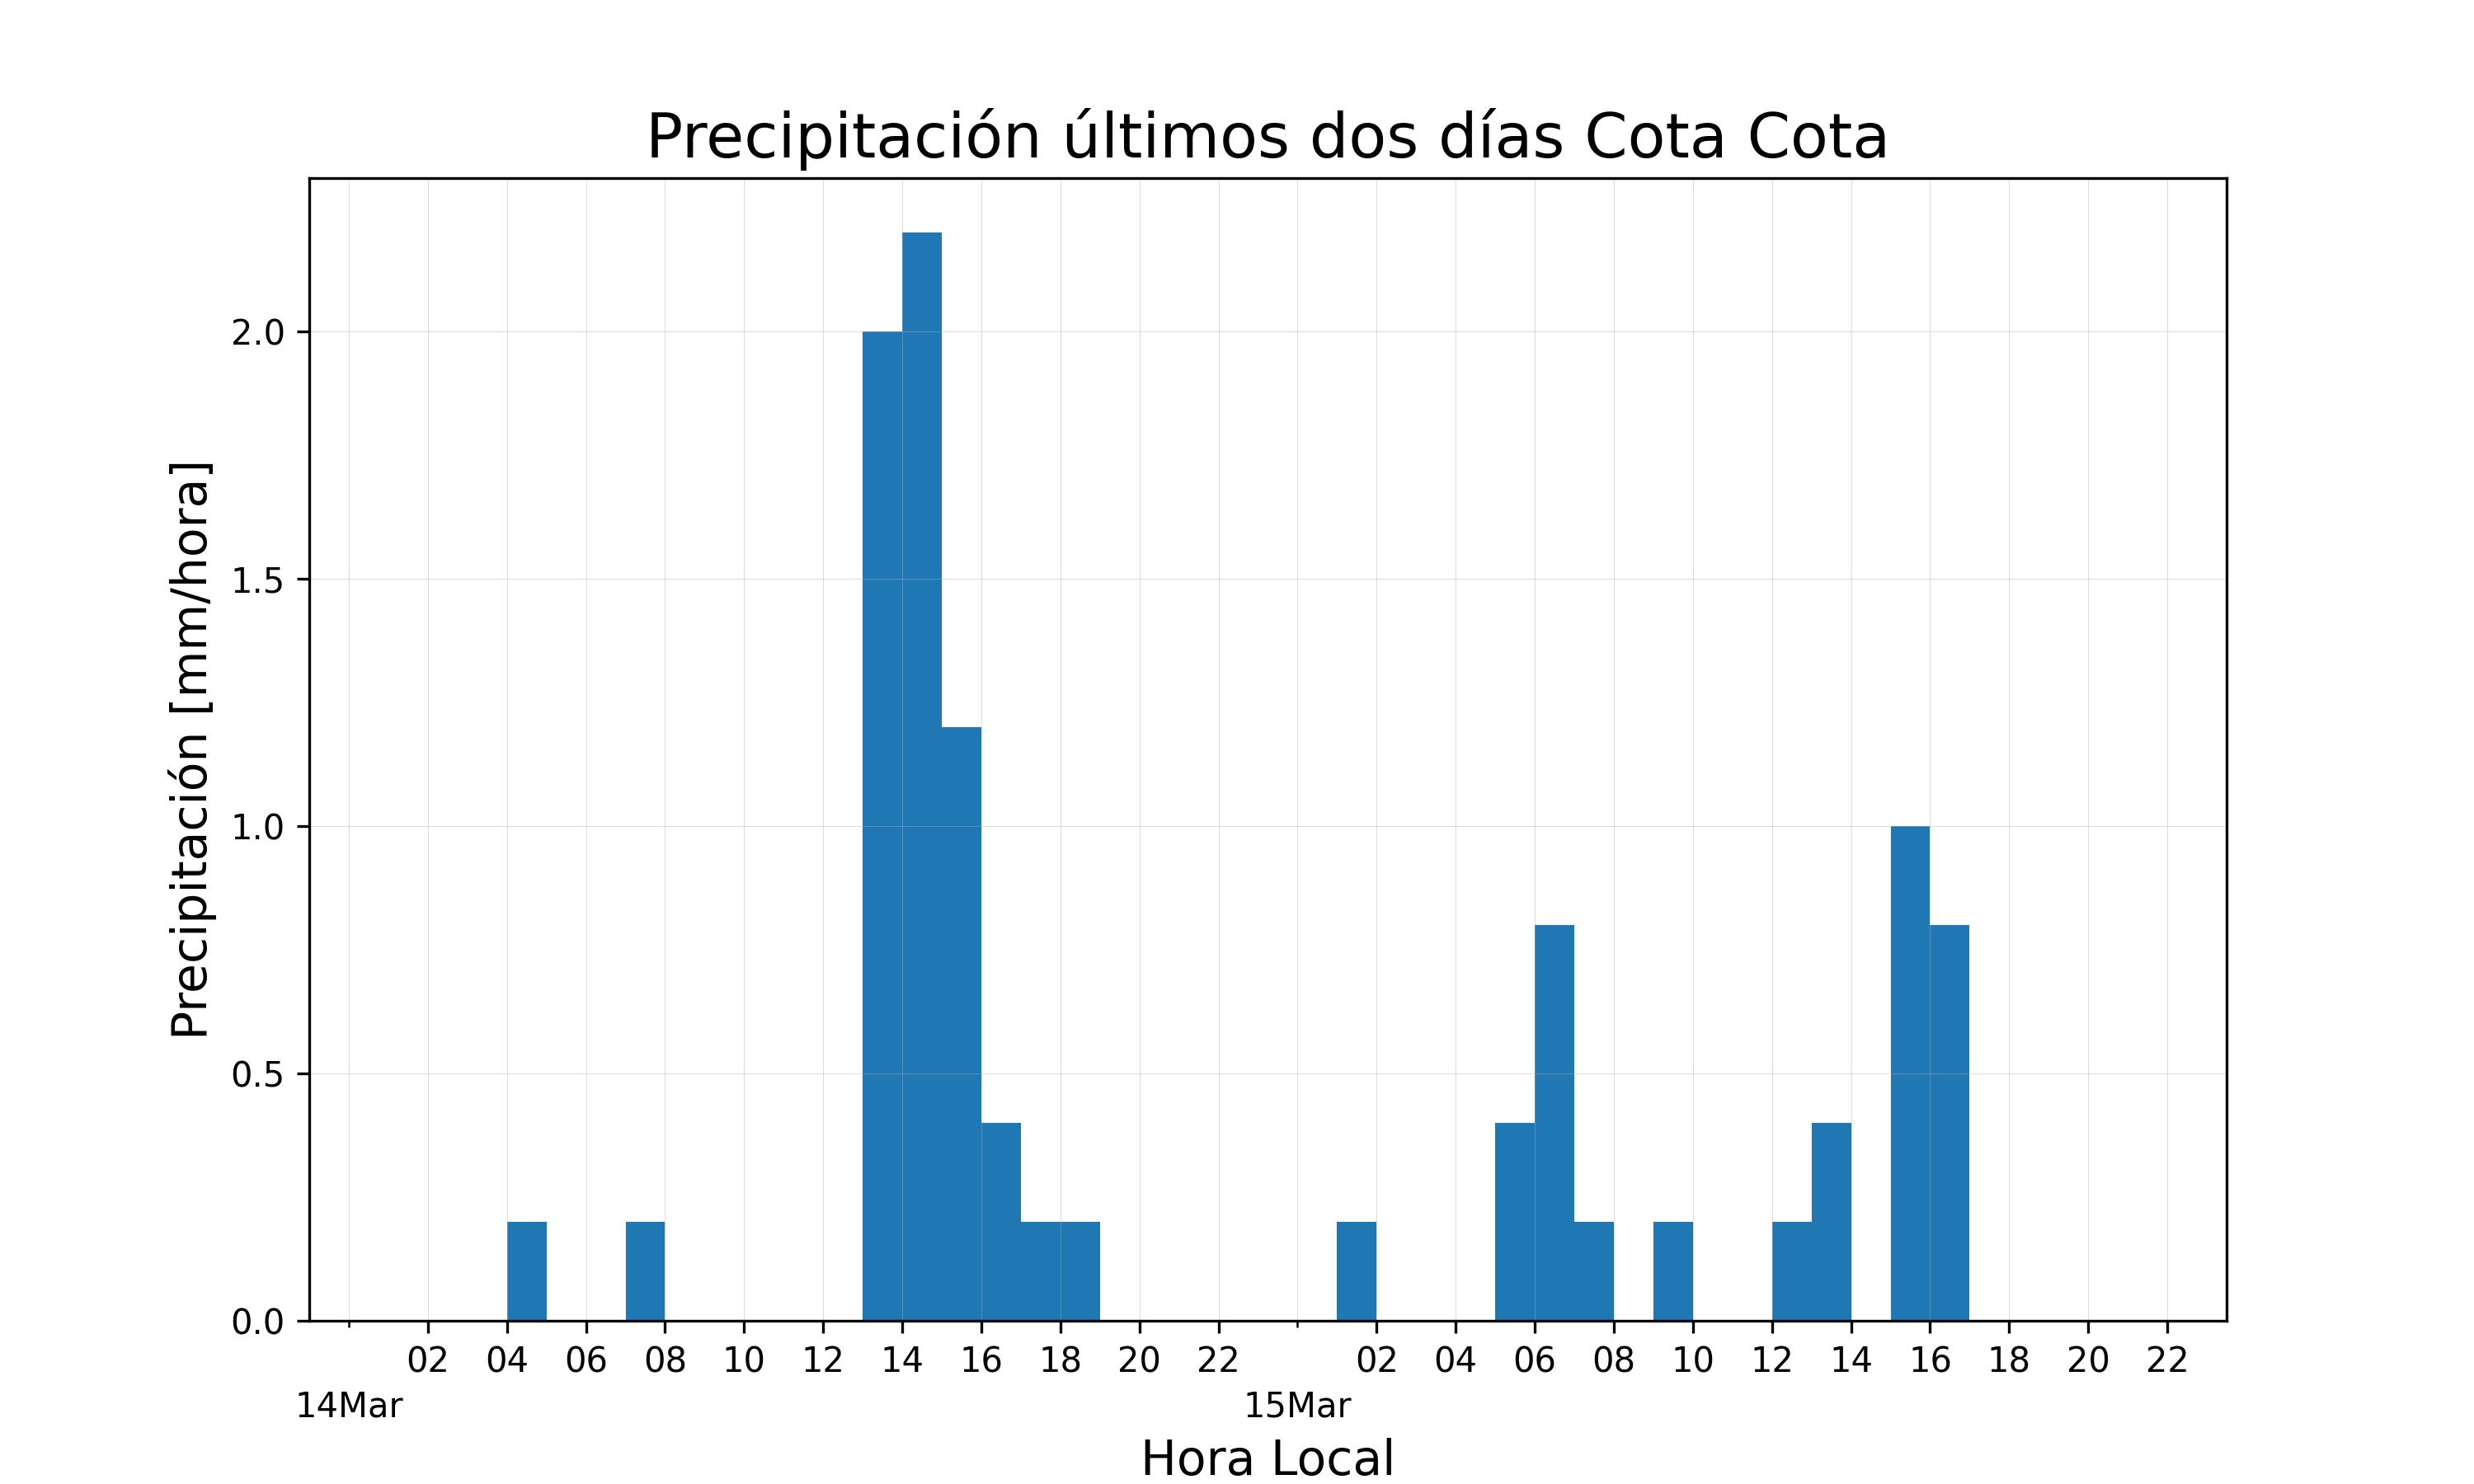 Precipitación últimos dos días Cota Cota
Precipitación [mm/hora]
2.0
1.5
1.0
0.5
0.0
02 04 06 08 10 12 14 16 18 20 22 02 04 06 08 10 12 14 16 18 20 22
14Mar 15Mar
Hora Local